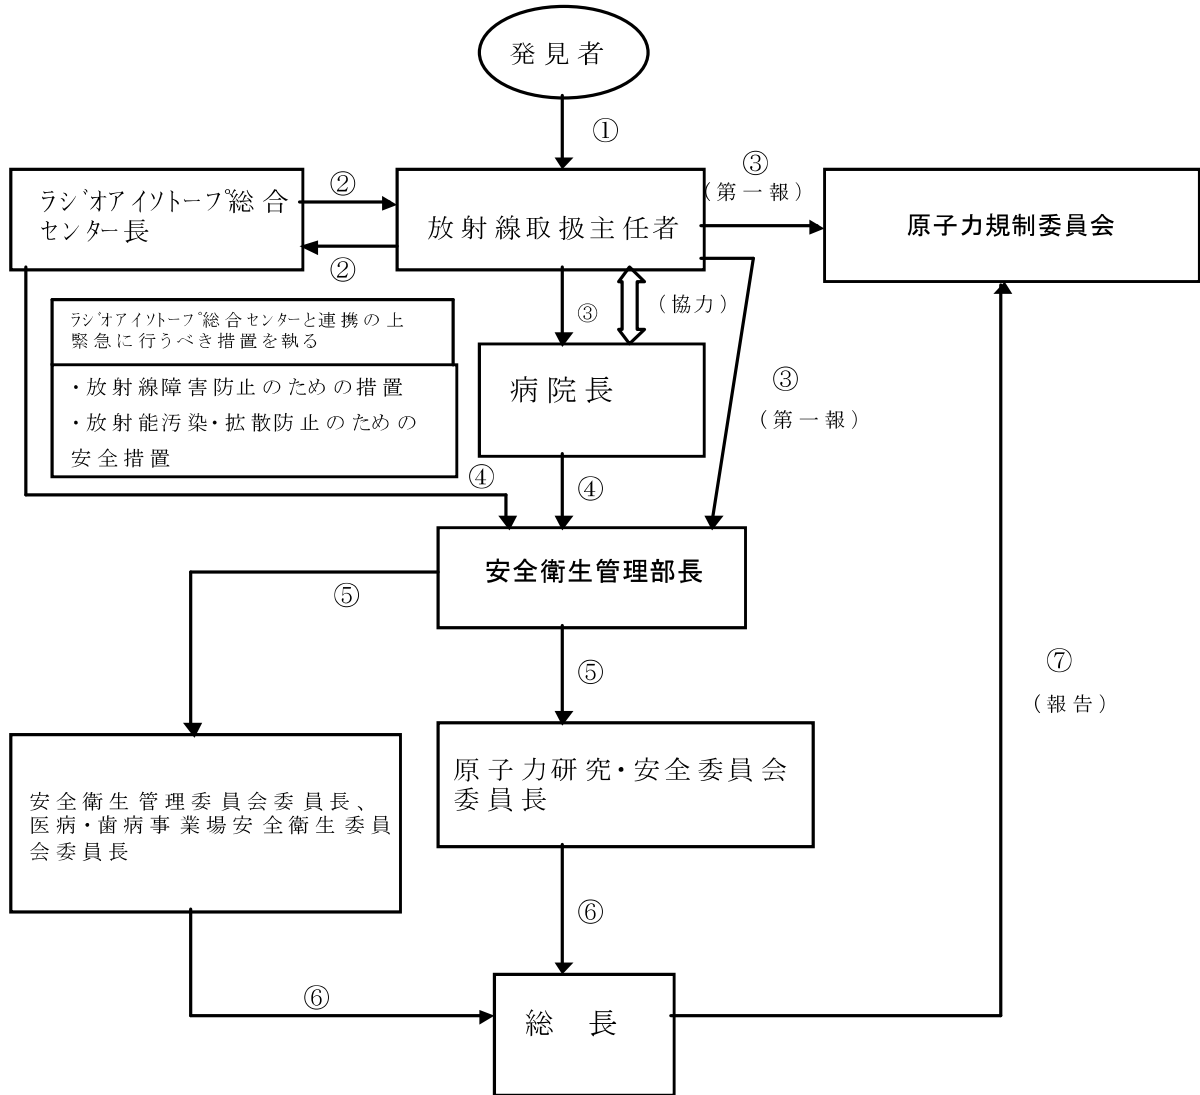 発見者
①
ラジオアイソトープ総合
センター長
②
②
放射線取扱主任者
③
(第一報)
原子力規制委員会
ラジオアイソトープ総合センターと連携の上
緊急に行うべき措置を執る
・放射線障害防止のための措置
・放射能汚染・拡散防止のための
安全措置
③
(協力)
病院長
③
(第一報)
④
④
安全衛生管理部長
⑤
⑤
⑦
(報告)
安全衛生管理委員会委員長、
医病・歯病事業場安全衛生委員
会委員長
原子力研究・安全委員会
委員長
⑥
⑥
総 長